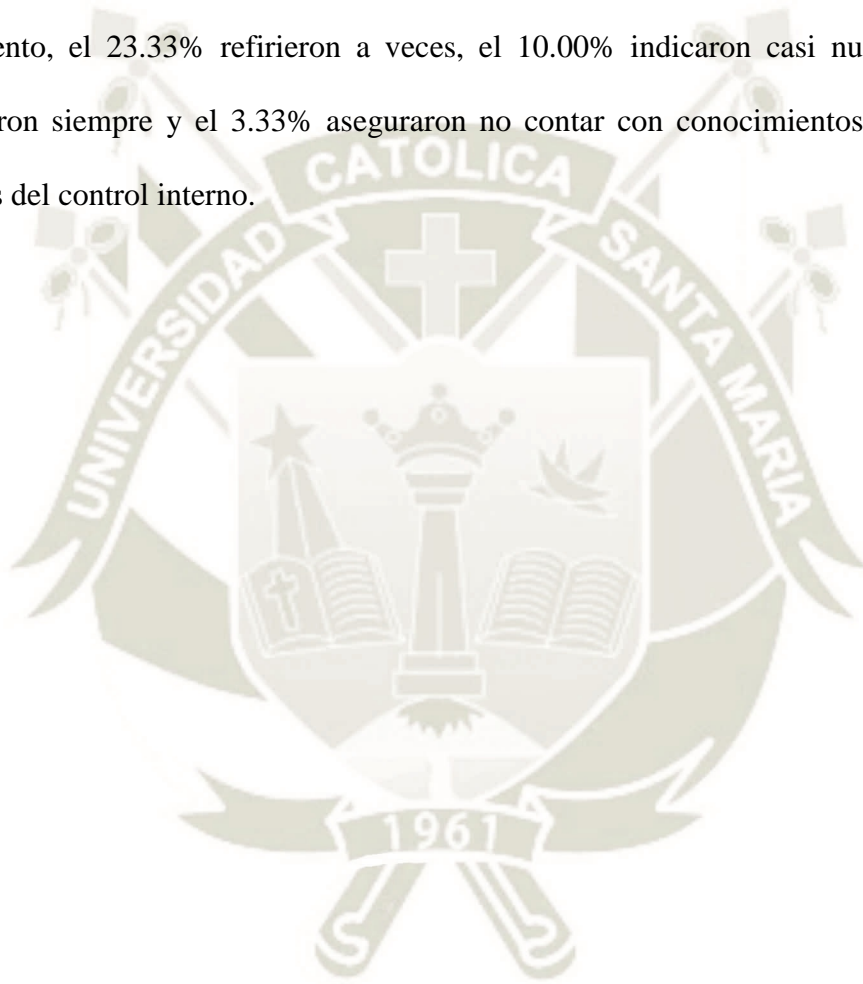 ento, el 23.33% refirieron a veces, el 10.00% indicaron casi nu
ron siempre y el 3.33% aseguraron no contar con conocimientos
s del control interno.
UNIVERSIDAD CATOLICA SANTA MARIA
1961